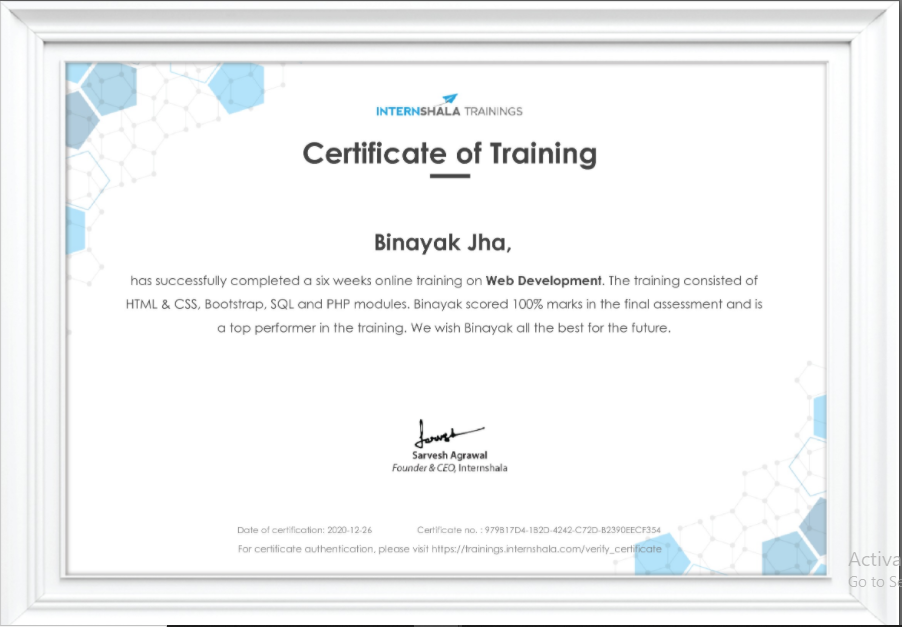 INTERNSHALA TRAININGS
Certificate of Training
Binayak Jha,
has successfully completed a six weeks online training on Web Development. The training consisted of
HTML & CSS, Bootstrap, SQL and PHP modules. Binayak scored 100% marks in the final assessment and is
a top performer in the training. We wish Binayak all the best for the future.
Sarvesh Agrawal
Founder & CEO, Internshala
Date of certification: 2020-12-26 Certificate no. : 979817D4-1B2D-4242-C72D-B2390EECF354
For certificate authentication, please visit https://trainings.internshala.com/verify_certificate
Activa
Go to Se